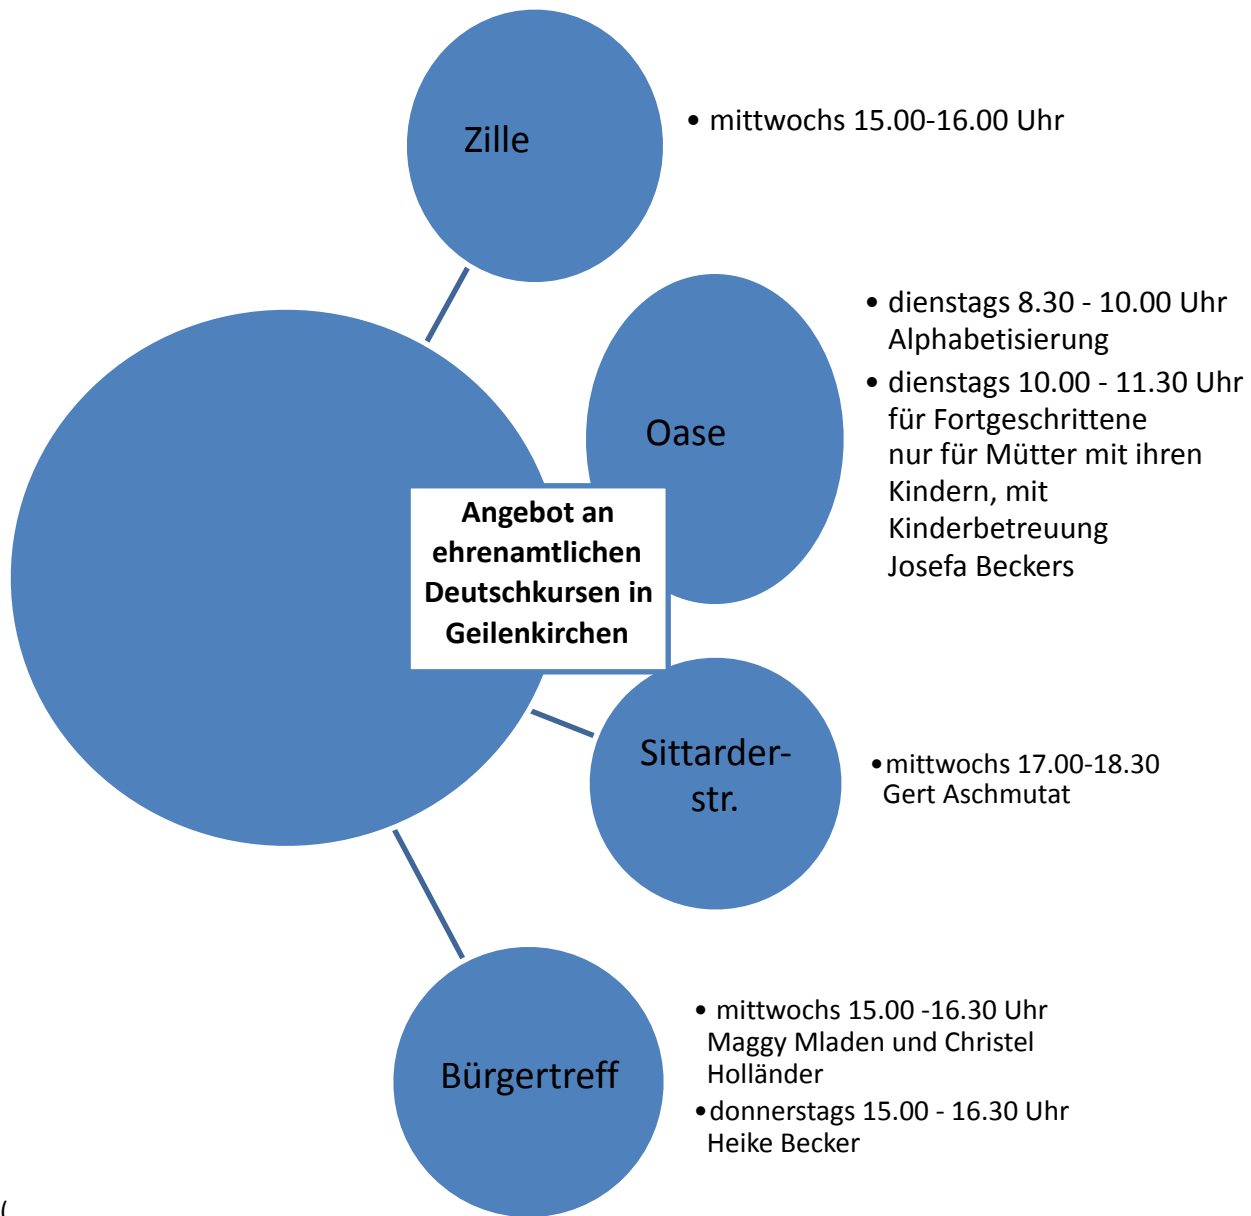 Zille
• mittwochs 15.00-16.00 Uhr
Oase
• dienstags 8.30 - 10.00 Uhr
Alphabetisierung
• dienstags 10.00 - 11.30 Uhr
für Fortgeschrittene
nur für Mütter mit ihren
Kindern, mit
Kinderbetreuung
Josefa Beckers
Angebot an
ehrenamtlichen
Deutschkursen in
Geilenkirchen
Sittarder-
str.
•mittwochs 17.00-18.30
Gert Aschmutat
Bürgertreff
• mittwochs 15.00 -16.30 Uhr
Maggy Mladen und Christel
Holländer
•donnerstags 15.00 - 16.30 Uhr
Heike Becker
(